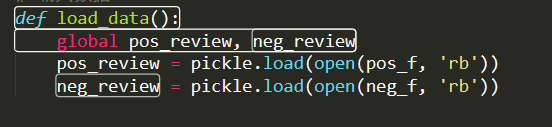 def load_data():
global pos_review, neg_review
pos_review = pickle.load(open(pos_f, 'rb'))
neg_review = pickle.load(open(neg_f, 'rb'))